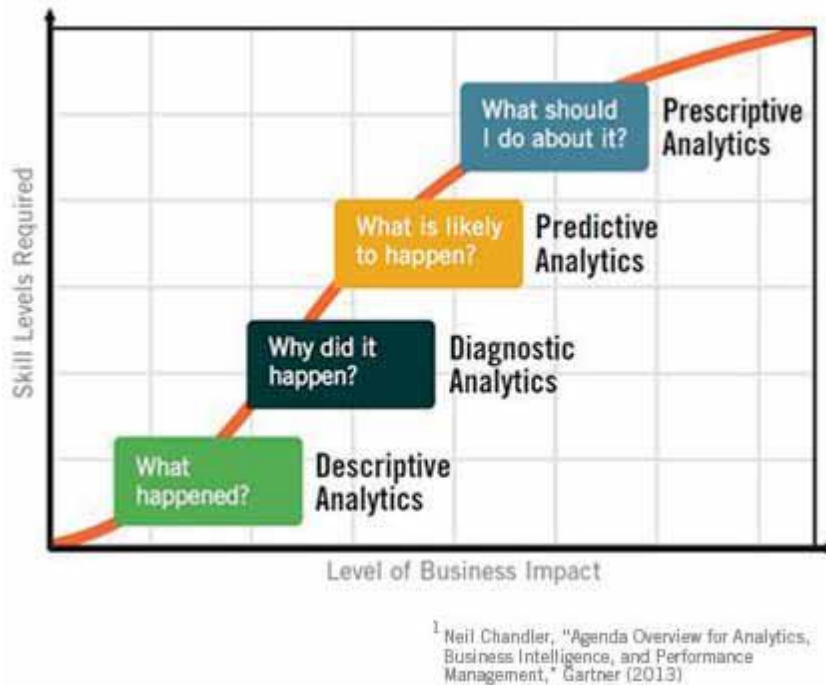 What should
I do about it?
Prescriptive
Analytics
What is likely
to happen?
Predictive
Analytics
Why did it
happen?
Diagnostic
Analytics
What
happened?
Descriptive
Analytics
Skill Levels Required
Level of Business Impact
1 Neil Chandler, "Agenda Overview for Analytics,
Business Intelligence, and Performance
Management," Gartner (2013)